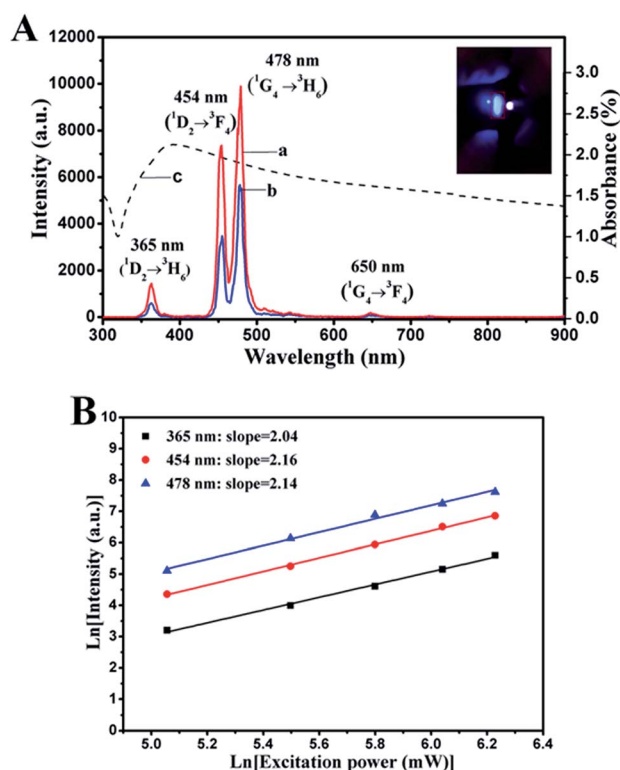 A
12000
10000
8000
6000
4000
2000
0
Intensity (a.u.)
478 nm
(¹G₄→³H₆)
454 nm
(¹D₂→³F₄)
a
b
c
365 nm
(¹D₂→³H₆)
650 nm
(¹G₄→³F₄)
3.0
2.5
2.0
1.5
1.0
0.5
0.0
Absorbance (%)
300 400 500 600 700 800 900
Wavelength (nm)
B
10
9
8
7
6
5
4
3
2
1
0
Ln[Intensity (a.u.)]
365 nm: slope=2.04
454 nm: slope=2.16
478 nm: slope=2.14
5.0 5.2 5.4 5.6 5.8 6.0 6.2 6.4
Ln[Excitation power (mW)]